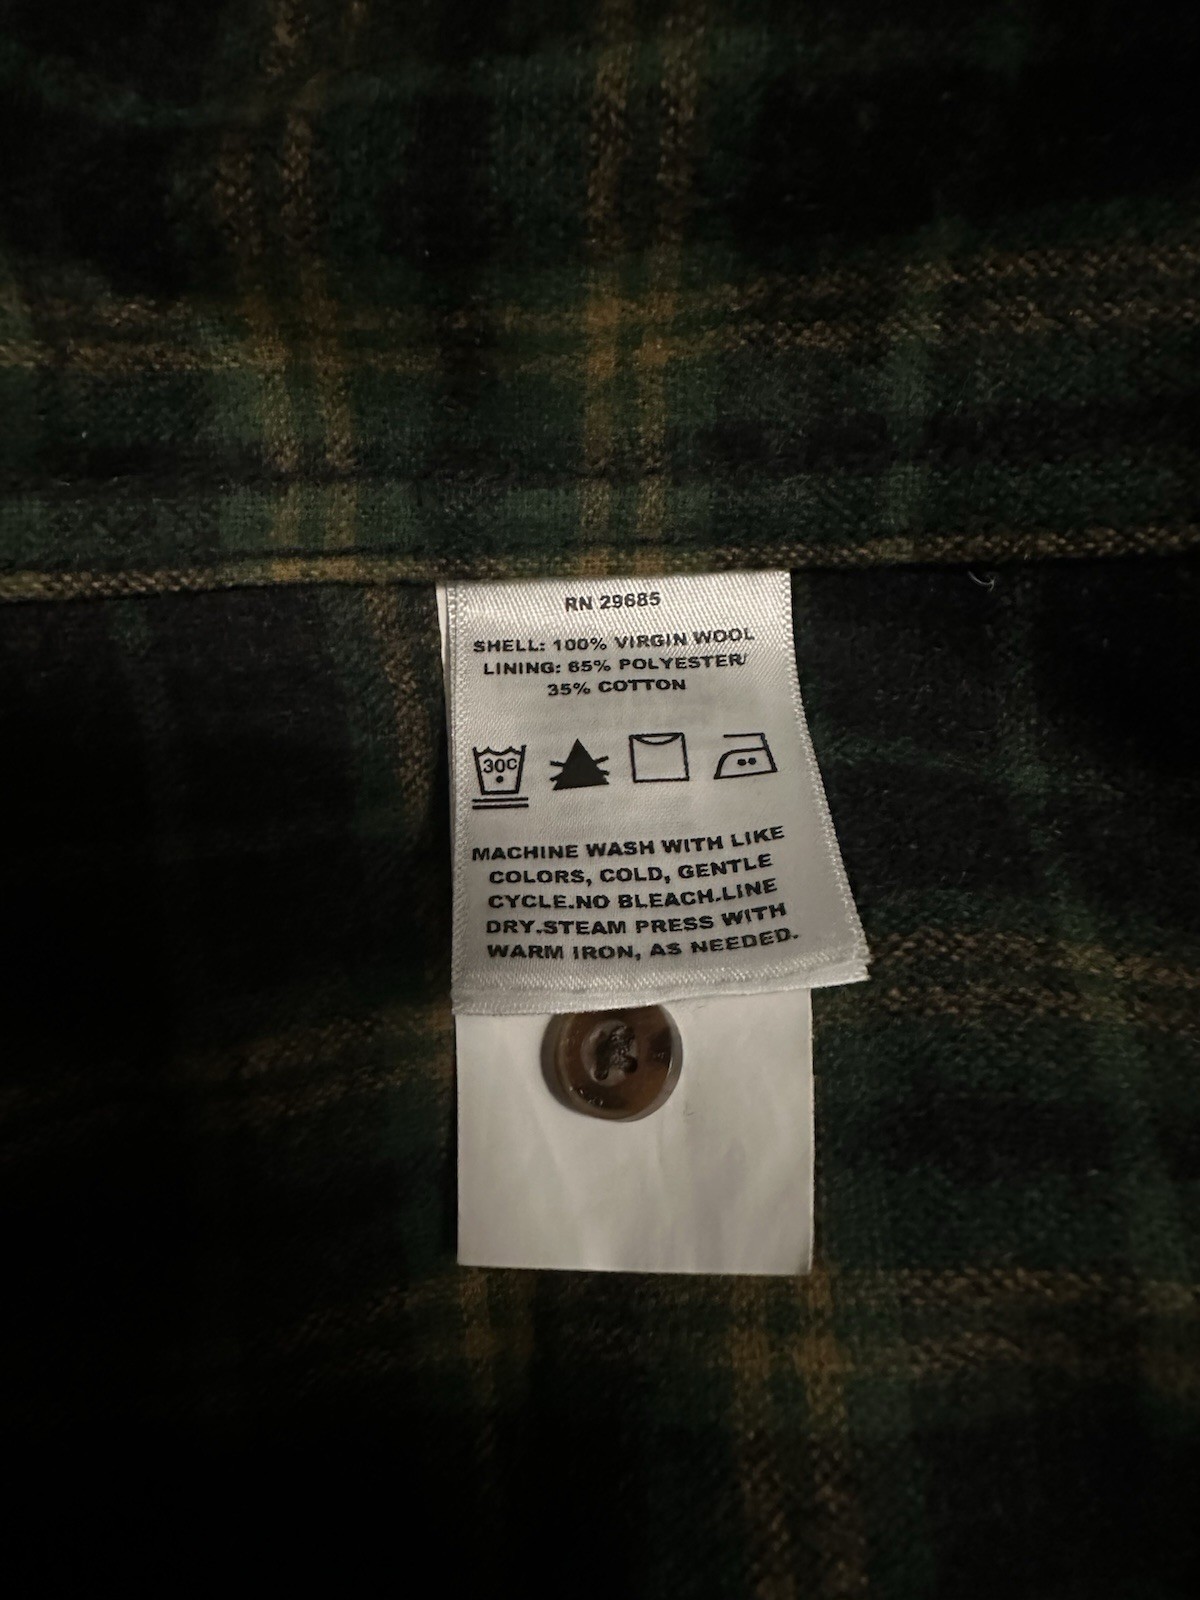 RN 29685
SHELL: 100% VIRGIN WOOL
LINING: 65% POLYESTER/
35% COTTON
30C
MACHINE WASH WITH LIKE
COLORS, COLD, GENTLE
CYCLE.NO BLEACH.LINE
DRY.STEAM PRESS WITH
WARM IRON, AS NEEDED.